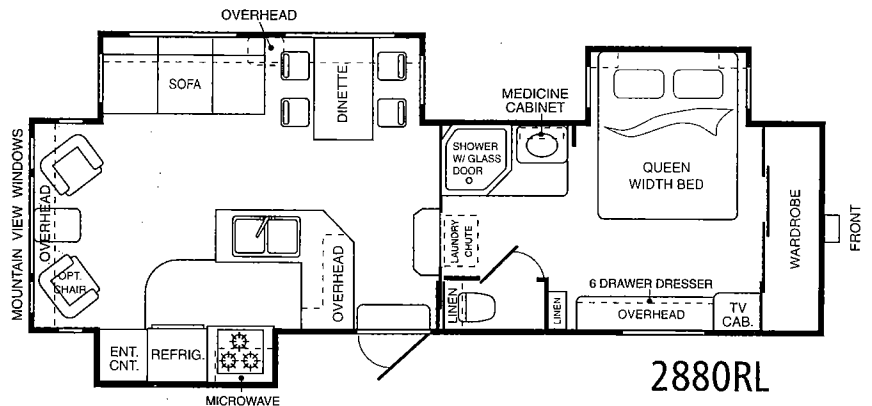 OVERHEAD
SOFA
DINETTE
MEDICINE
CABINET
SHOWER
W/ GLASS
DOOR
QUEEN
WIDTH BED
MOUNTAIN VIEW WINDOWS
OVERHEAD
OPT.
CHAIR
OVERHEAD
LAUNDRY
CHUTE
LINEN
LINEN
6 DRAWER DRESSER
OVERHEAD
TV
CAB.
WARDROBE
FRONT
ENT.
CNT.
REFRIG.
MICROWAVE
2880RL